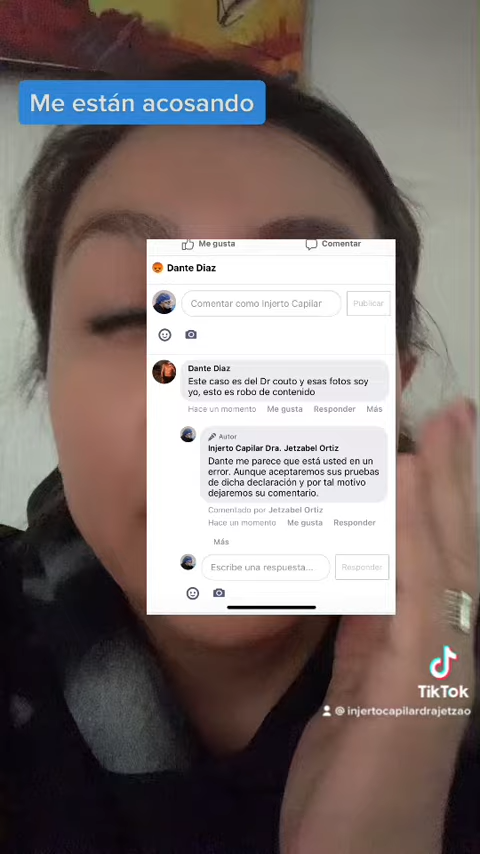 Me están acosando
Me gusta
Comentar
Dante Diaz
Comentar como Injerto Capilar
Publicar
Dante Diaz
Este caso es del Dr couto y esas fotos soy
yo, esto es robo de contenido
Hace un momento Me gusta Responder Más
Autor
Injerto Capilar Dra. Jetzabel Ortiz
Dante me parece que está usted en un
error. Aunque aceptaremos sus pruebas
de dicha declaración y por tal motivo
dejaremos su comentario.
Comentado por Jetzabel Ortiz
Hace un momento Me gusta Responder
Más
Escribe una respuesta...
Responder
TikTok
@injertocapilardrajetzao